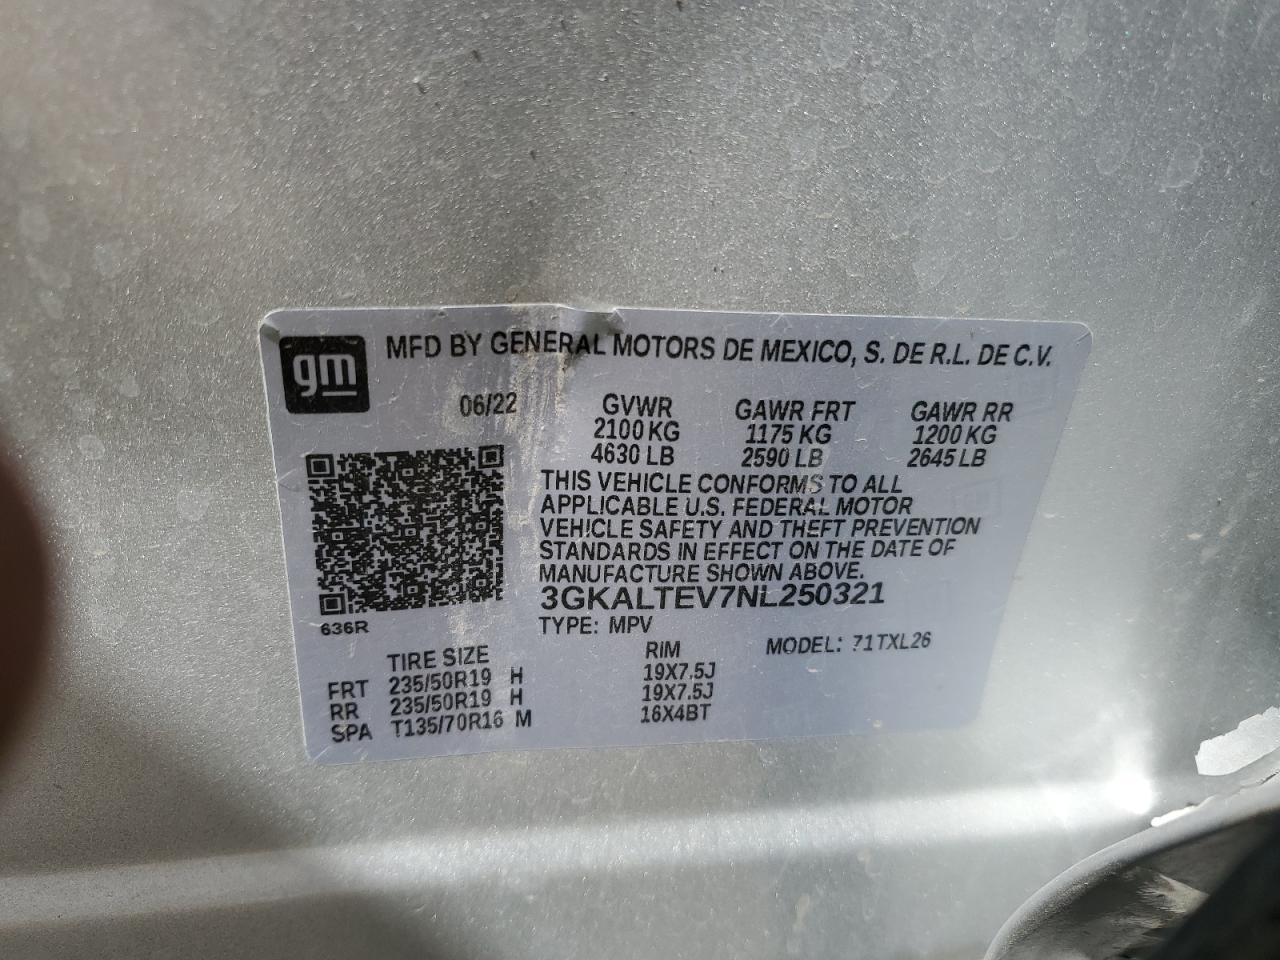 gm
MFD BY GENERAL MOTORS DE MEXICO, S. DE R.L. DE C.V.
06/22 GVWR GAWR FRT GAWR RR
2100 KG 1175 KG 1200 KG
4630 LB 2590 LB 2645 LB
THIS VEHICLE CONFORMS TO ALL
APPLICABLE U.S. FEDERAL MOTOR
VEHICLE SAFETY AND THEFT PREVENTION
STANDARDS IN EFFECT ON THE DATE OF
MANUFACTURE SHOWN ABOVE.
3GKALTEV7NL250321
636R TYPE: MPV MODEL: 71TXL26
TIRE SIZE RIM
FRT 235/50R19 H 19X7.5J
RR 235/50R19 H 19X7.5J
SPA T135/70R16 M 16X4BT